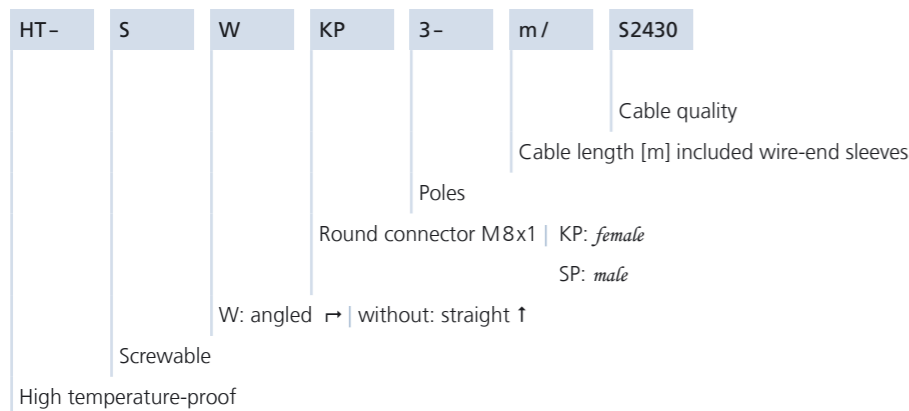 HT- S W KP 3- m/ S2430
Cable quality
Cable length [m] included wire-end sleeves
Poles
Round connector M8x1 | KP: female
SP: male
W: angled ↱ | without: straight ↑
Screwable
High temperature-proof